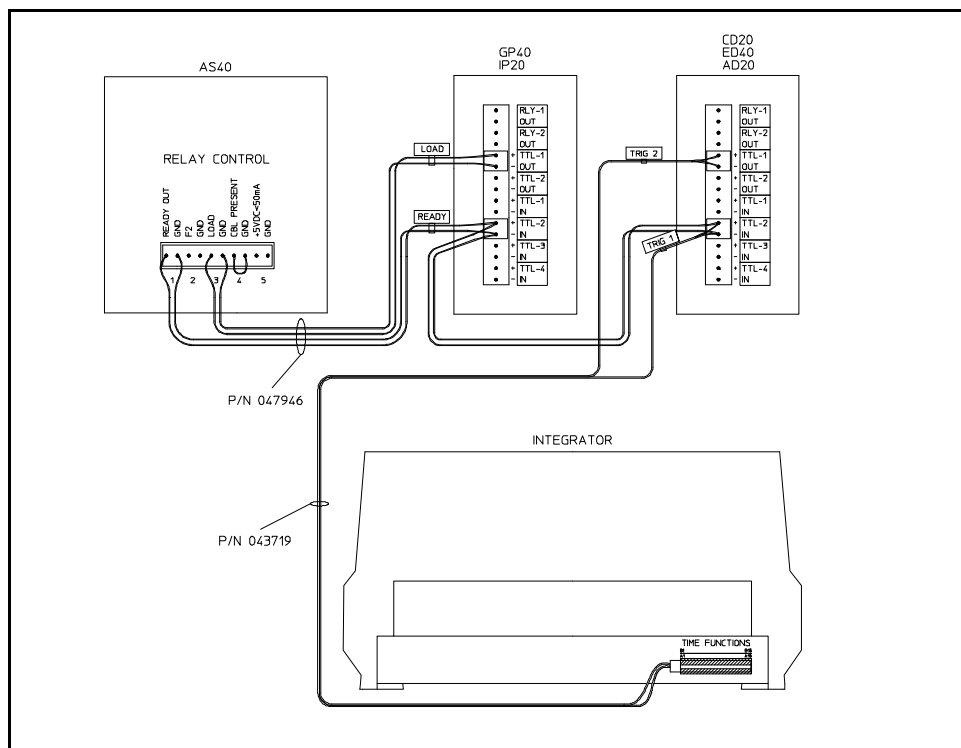 AS40
RELAY CONTROL
READY OUT
GND
F2
GND
LOAD
GND
CBL PRESENT
GND
+5VDC<50mA
GND
1 2 3 4 5
P/N 047946
LOAD
READY
GP40
IP20
RLY-1
OUT
RLY-2
OUT
+ TTL-1
- OUT
+ TTL-2
- OUT
+ TTL-1
- IN
+ TTL-2
- IN
+ TTL-3
- IN
+ TTL-4
- IN
TRIG 2
TRIG 1
CD20
ED40
AD20
RLY-1
OUT
RLY-2
OUT
+ TTL-1
- OUT
+ TTL-2
- OUT
+ TTL-1
- IN
+ TTL-2
- IN
+ TTL-3
- IN
+ TTL-4
- IN
INTEGRATOR
P/N 043719
TIME FUNCTIONS